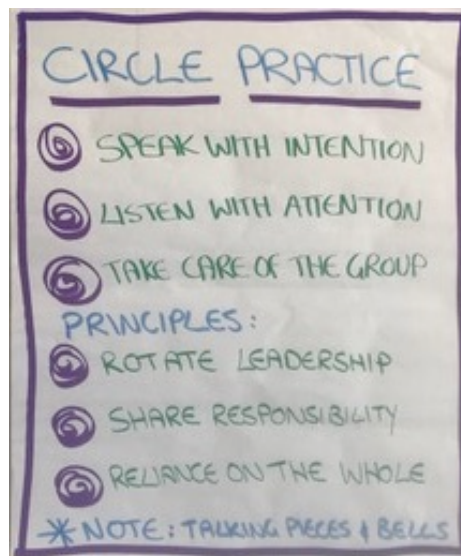 CIRCLE PRACTICE
SPEAK WITH INTENTION
LISTEN WITH ATTENTION
TAKE CARE OF THE GROUP
PRINCIPLES:
ROTATE LEADERSHIP
SHARE RESPONSIBILITY
RELIANCE ON THE WHOLE
* NOTE: TALKING PIECES & BELLS